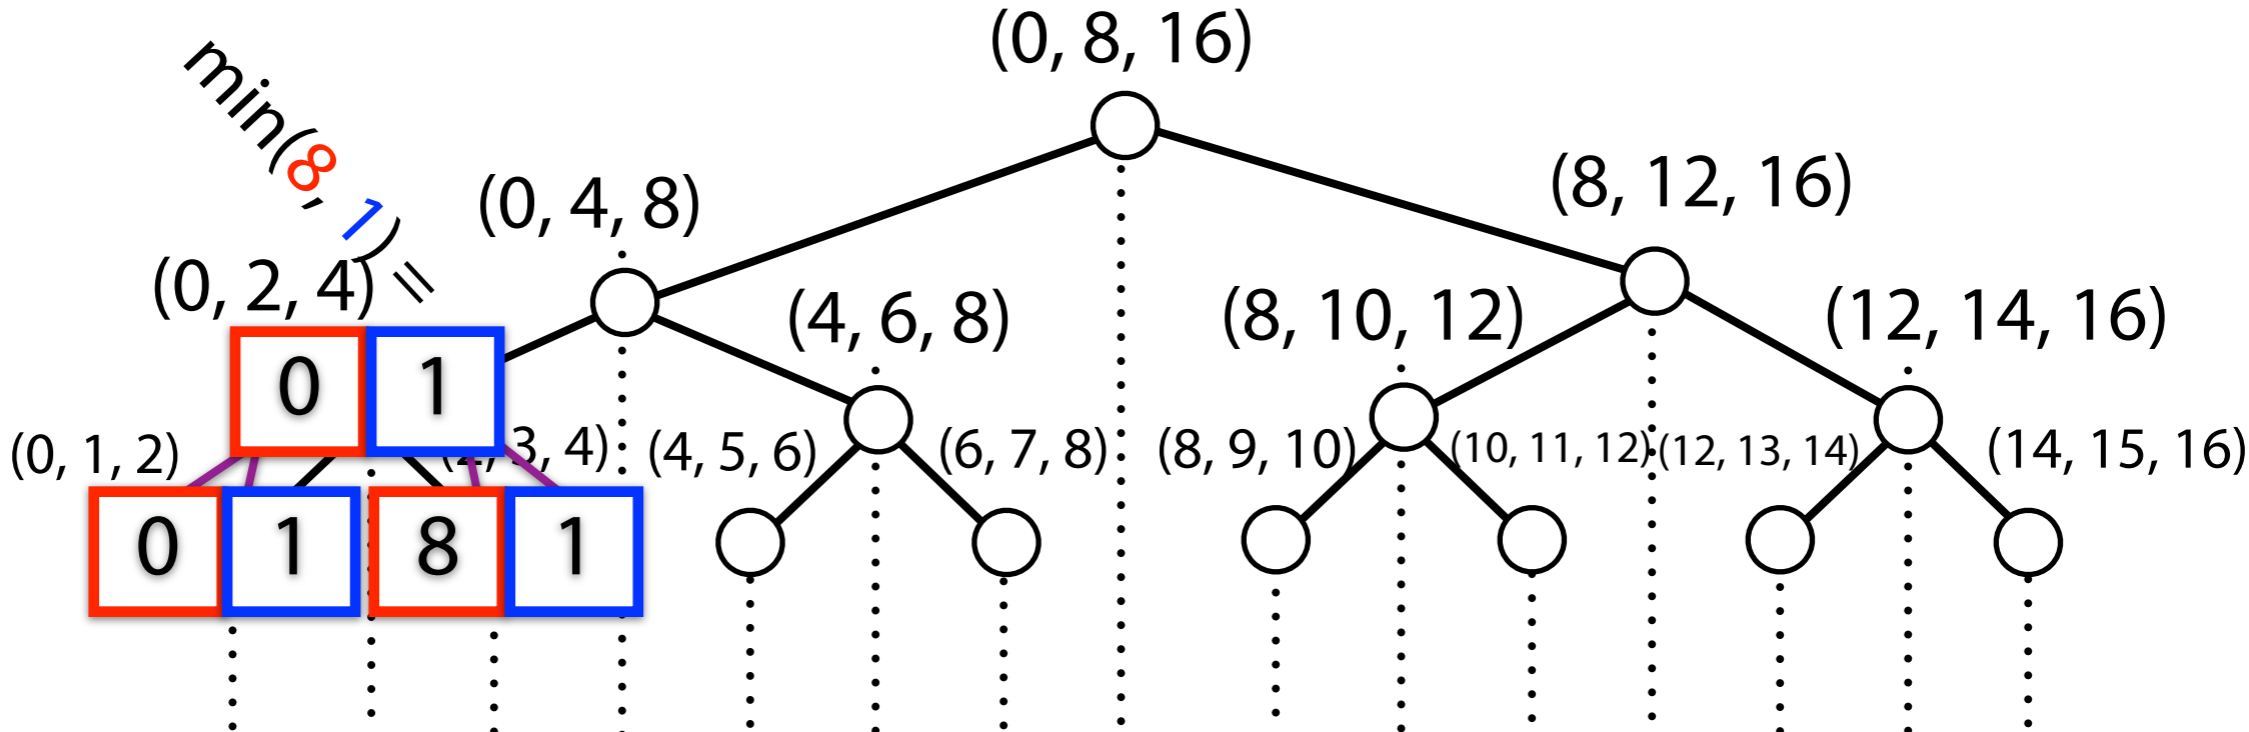 (0, 8, 16)
min(8, 1) =
(0, 4, 8)
(8, 12, 16)
(0, 2, 4)
(4, 6, 8)
(8, 10, 12)
(12, 14, 16)
0 1
(0, 1, 2)
(2, 3, 4)
(4, 5, 6)
(6, 7, 8)
(8, 9, 10)
(10, 11, 12)
(12, 13, 14)
(14, 15, 16)
0 1 8 1